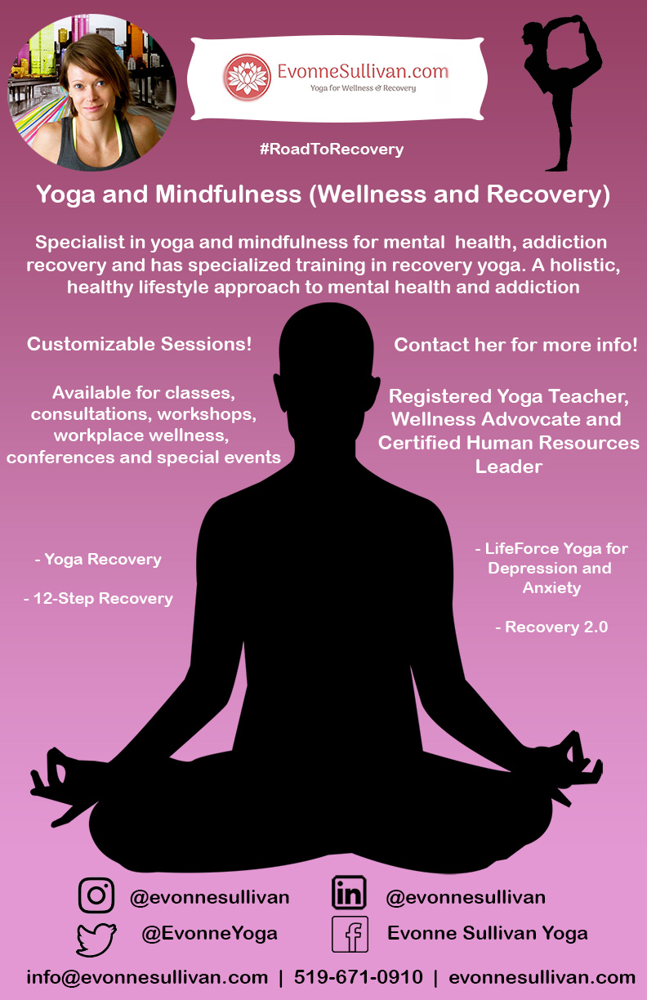 EvonneSullivan.com
Yoga for Wellness & Recovery
#RoadToRecovery
Yoga and Mindfulness (Wellness and Recovery)
Specialist in yoga and mindfulness for mental health, addiction
recovery and has specialized training in recovery yoga. A holistic,
healthy lifestyle approach to mental health and addiction
Customizable Sessions!
Available for classes,
consultations, workshops,
workplace wellness,
conferences and special events
Contact her for more info!
Registered Yoga Teacher,
Wellness Advovcate and
Certified Human Resources
Leader
- Yoga Recovery
- 12-Step Recovery
- LifeForce Yoga for
Depression and
Anxiety
- Recovery 2.0
@evonnesullivan
in @evonnesullivan
@EvonneYoga
f Evonne Sullivan Yoga
info@evonnesullivan.com | 519-671-0910 | evonnesullivan.com